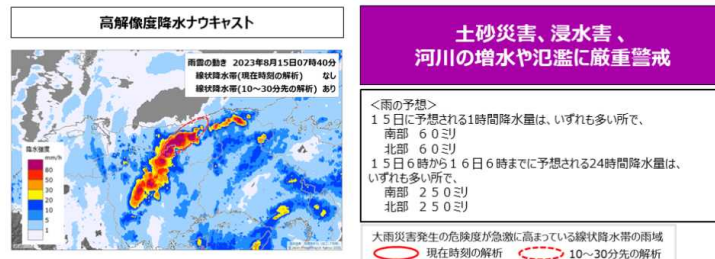 高解像度降水ナウキャスト
雨雲の動き 2023年8月15日07時40分
線状降水帯(現在時刻の解析) なし
線状降水帯(10～30分先の解析) あり
降水強度
mm/h
80
50
30
20
10
5
1
土砂災害、浸水害、
河川の増水や氾濫に厳重警戒
＜雨の予想＞
１５日に予想される1時間降水量は、いずれも多い所で、
南部 ６０ミリ
北部 ６０ミリ
１５日６時から１６日６時までに予想される24時間降水量は、
いずれも多い所で、
南部 ２５０ミリ
北部 ２５０ミリ
大雨災害発生の危険度が急激に高まっている線状降水帯の雨域
現在時刻の解析 10～30分先の解析